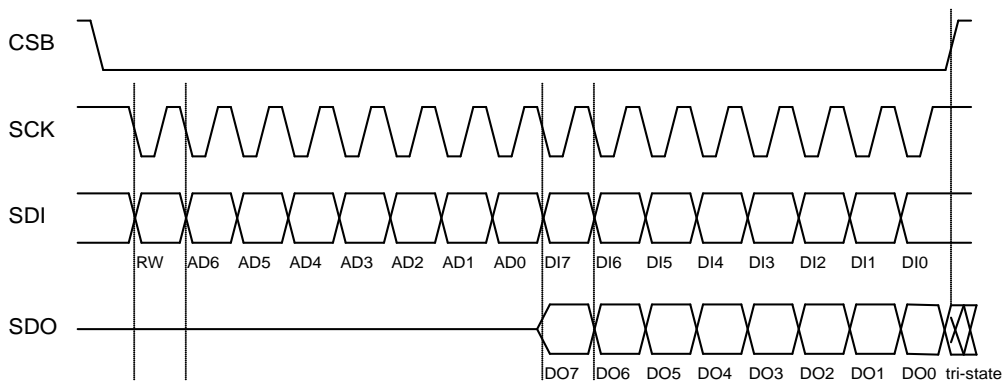 CSB
SCK
SDI
RW AD6 AD5 AD4 AD3 AD2 AD1 AD0 DI7 DI6 DI5 DI4 DI3 DI2 DI1 DI0
SDO
DO7 DO6 DO5 DO4 DO3 DO2 DO1 DO0 tri-state